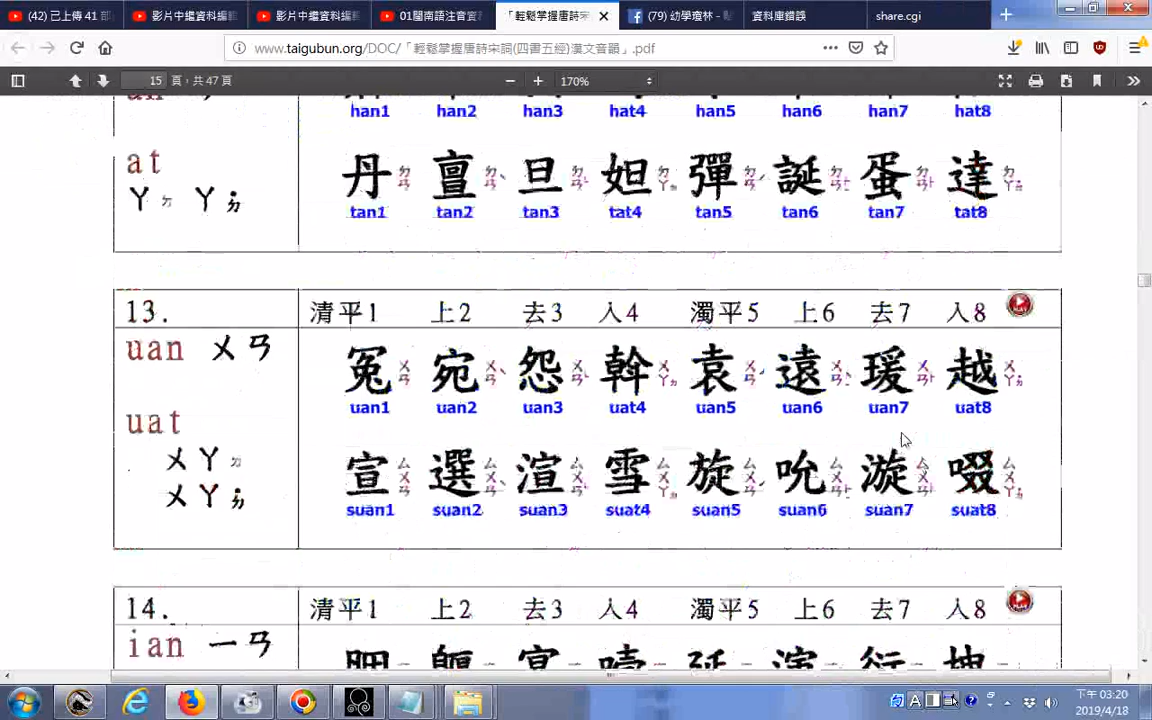 (42) 已上傳 41 部
影片中繼資料編輯
影片中繼資料編輯
01閩南語注音資
「輕鬆掌握唐詩宋
(79) 幼學瓊林 -
資料庫錯誤
share.cgi
www.taigubun.org/DOC/「輕鬆掌握唐詩宋詞(四書五經)漢文音韻」.pdf
15 頁，共 47 頁
170%
han1 han2 han3 hat4 han5 han6 han7 hat8
at
ㄚ
丹 亶 旦 妲 彈 誕 蛋 達
tan1 tan2 tan3 tat4 tan5 tan6 tan7 tat8
13. 清平1 上2 去3 入4 濁平5 上6 去7 入8
uan ㄨㄢ
冤 宛 怨 斡 袁 遠 瑗 越
uan1 uan2 uan3 uat4 uan5 uan6 uan7 uat8
uat
ㄨㄚ
ㄨㄚ
宣 選 渲 雪 旋 吮 漩 啜
suan1 suan2 suan3 suat4 suan5 suan6 suan7 suat8
14. 清平1 上2 去3 入4 濁平5 上6 去7 入8
ian ㄧㄢ
下午 03:20
2019/4/18